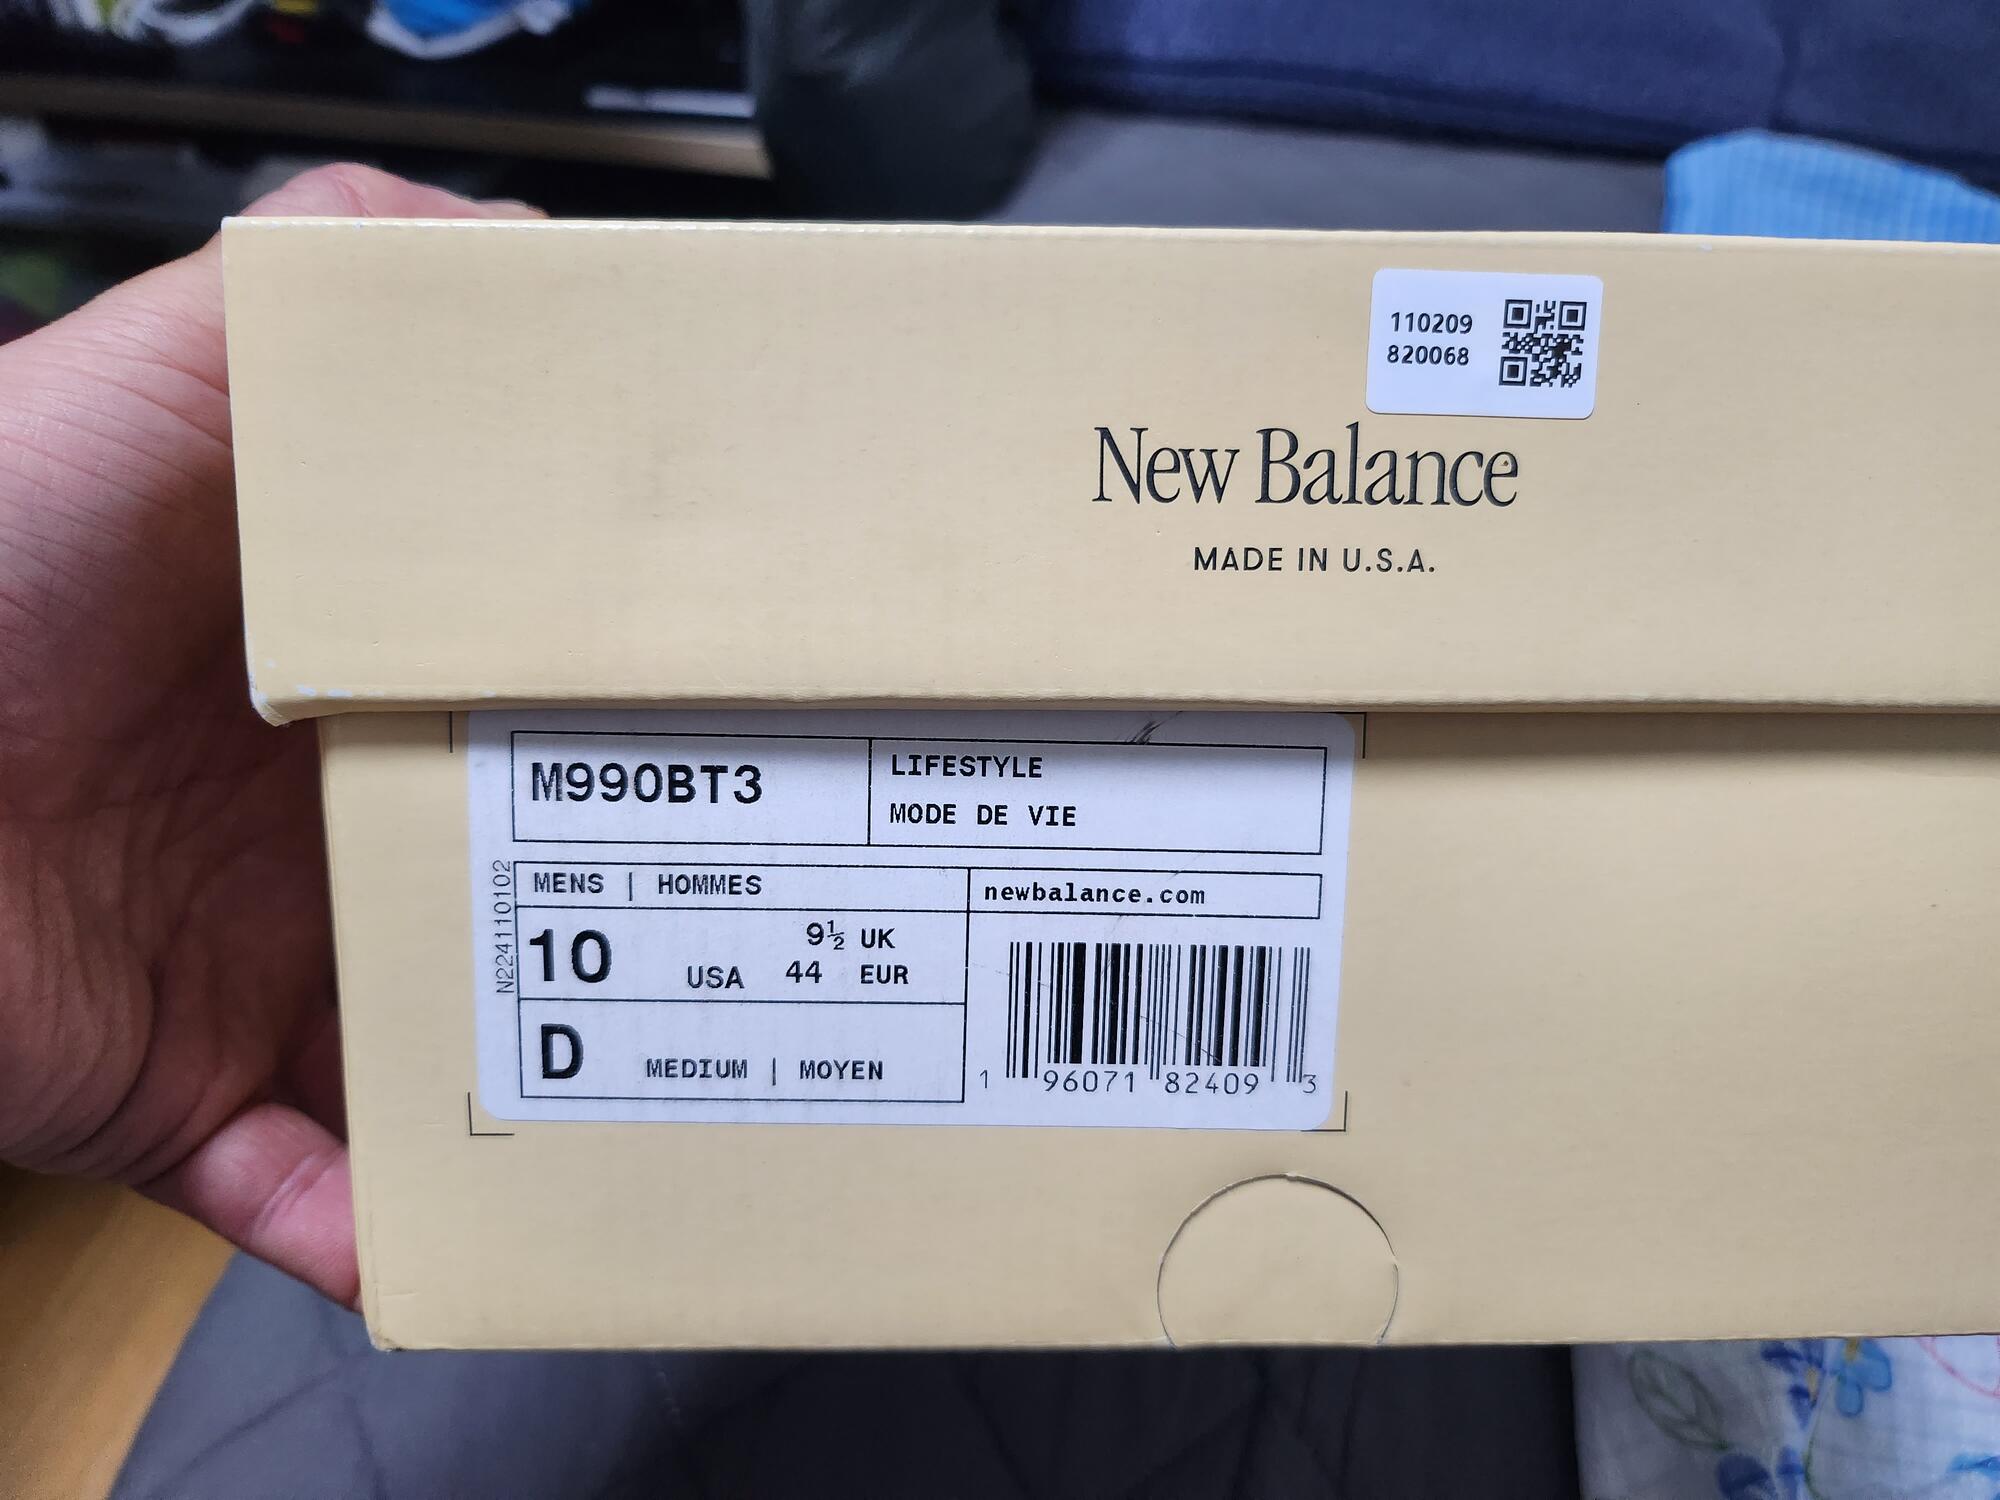 110209
820068
New Balance
MADE IN U.S.A.
M990BT3
LIFESTYLE
MODE DE VIE
MENS | HOMMES
newbalance.com
N224110102
10 USA
9½ UK
44 EUR
D MEDIUM | MOYEN
1 96071 82409 3